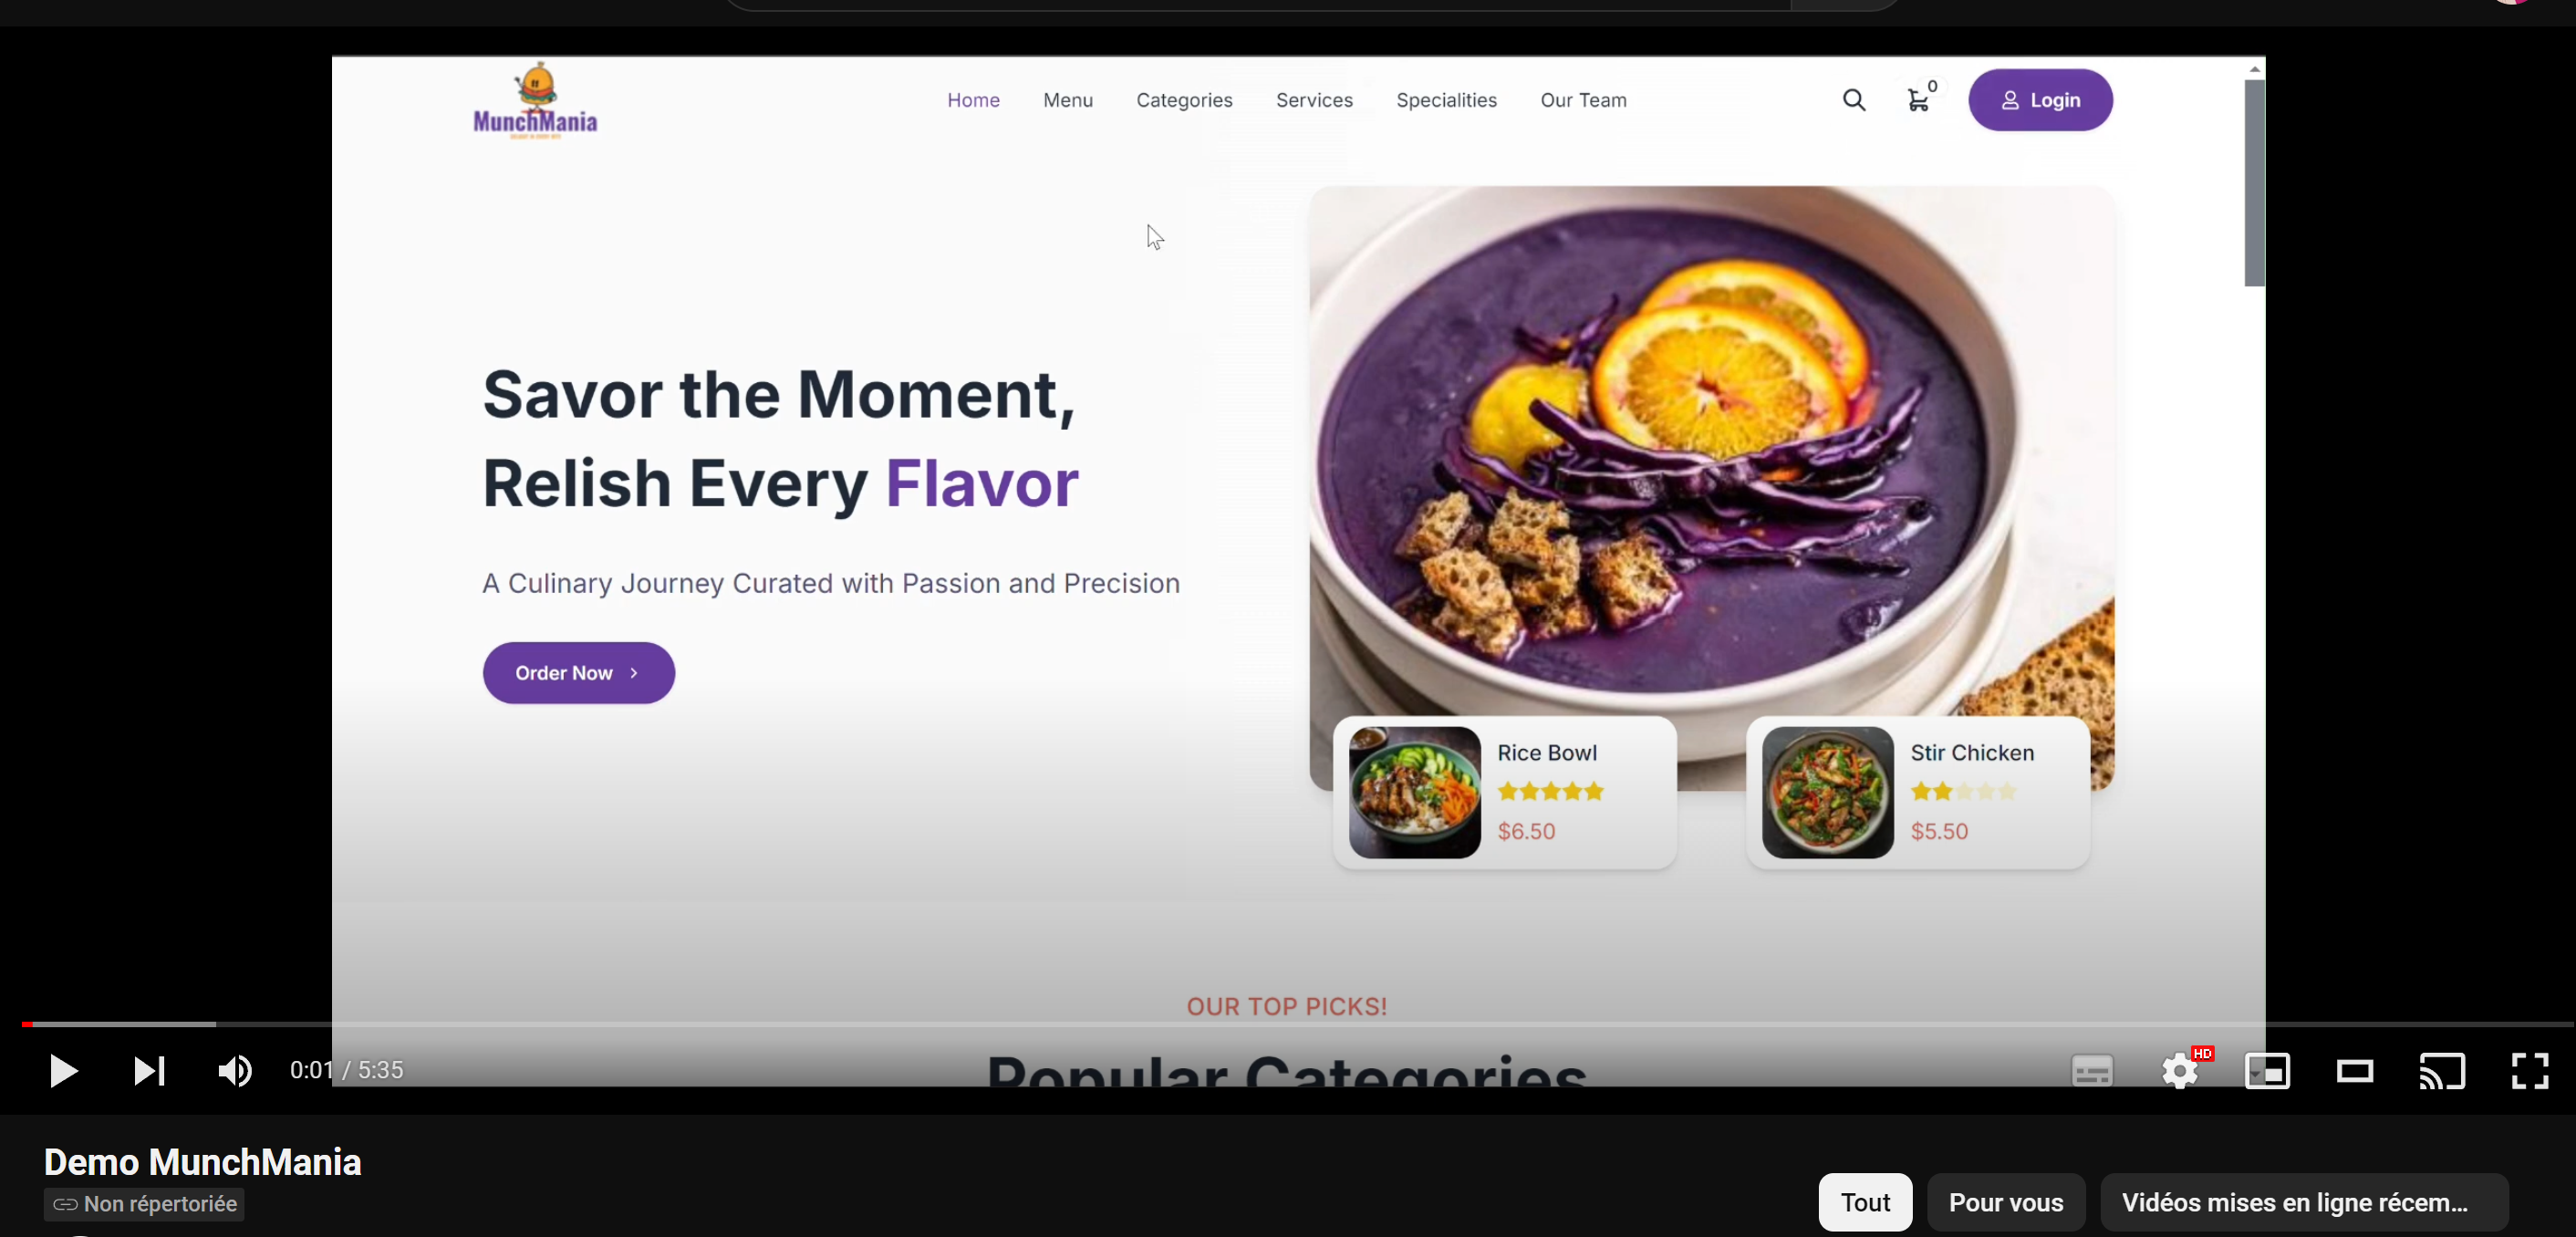 MunchMania
Home
Menu
Categories
Services
Specialities
Our Team
0
Login
Savor the Moment,
Relish Every Flavor
A Culinary Journey Curated with Passion and Precision
Order Now
Rice Bowl
$6.50
Stir Chicken
$5.50
OUR TOP PICKS!
Popular Categories
0:01 / 5:35
HD
Demo MunchMania
Non répertoriée
Tout
Pour vous
Vidéos mises en ligne récem...